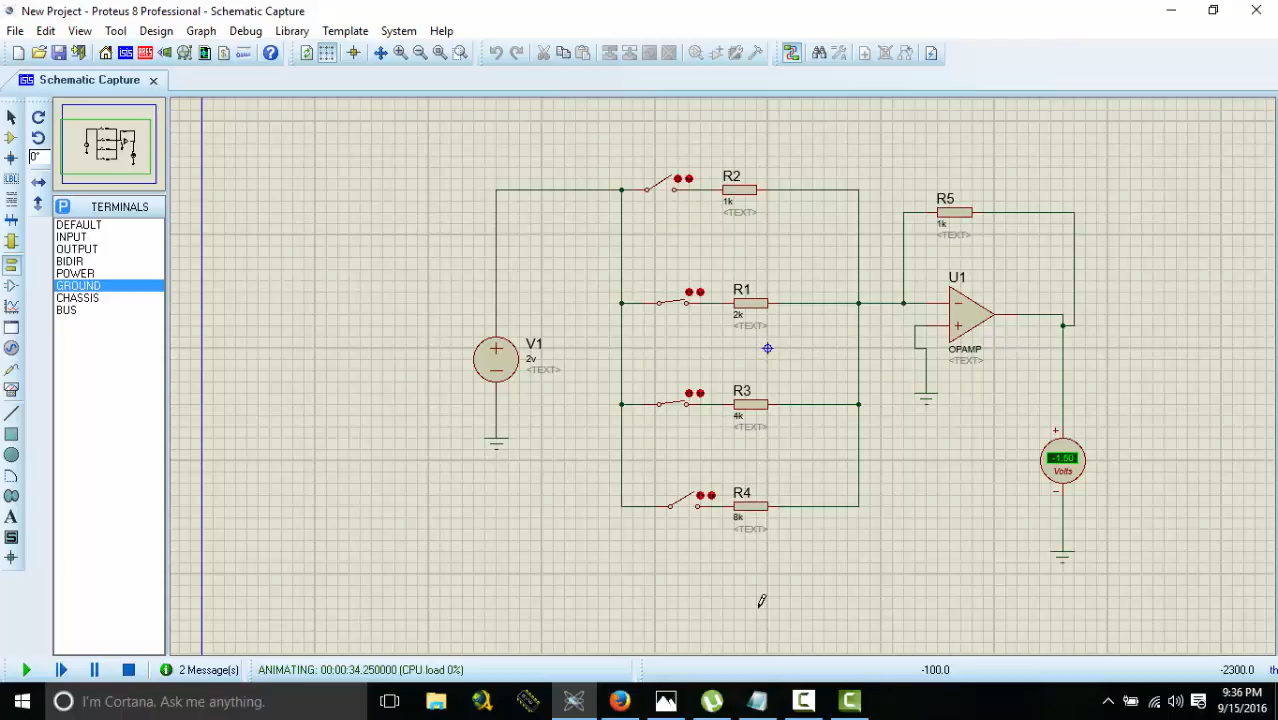 New Project - Proteus 8 Professional - Schematic Capture
File Edit View Tool Design Graph Debug Library Template System Help
Schematic Capture
0°
LBL
P TERMINALS
DEFAULT
INPUT
OUTPUT
BIDIR
POWER
GROUND
CHASSIS
BUS
R2
1k
<TEXT>
R5
1k
<TEXT>
R1
2k
<TEXT>
U1
OPAMP
<TEXT>
V1
2v
<TEXT>
R3
4k
<TEXT>
R4
8k
<TEXT>
-1.50
Volts
2 Message(s) ANIMATING: 00:00:34.250000 (CPU load 0%) -100.0 -2300.0 th
I'm Cortana. Ask me anything.
9:36 PM
9/15/2016